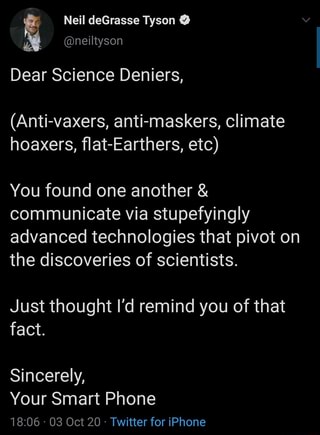 Neil deGrasse Tyson
@neiltyson
Dear Science Deniers,
(Anti-vaxers, anti-maskers, climate
hoaxers, flat-Earthers, etc)
You found one another &
communicate via stupefyingly
advanced technologies that pivot on
the discoveries of scientists.
Just thought I'd remind you of that
fact.
Sincerely,
Your Smart Phone
18:06 · 03 Oct 20 · Twitter for iPhone